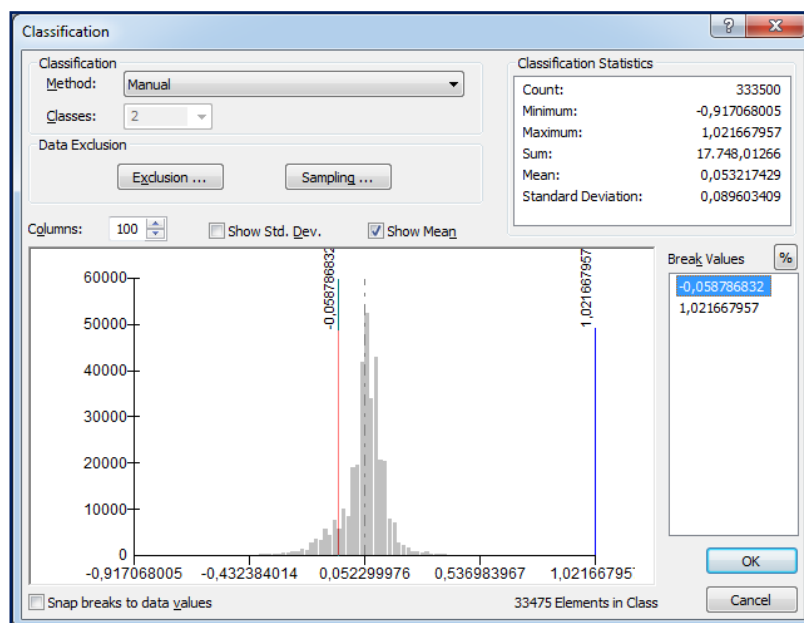 Classification
Classification
Method: Manual
Classes: 2
Data Exclusion
Exclusion ...
Sampling ...
Classification Statistics
Count: 333500
Minimum: -0,917068005
Maximum: 1,021667957
Sum: 17.748,01266
Mean: 0,053217429
Standard Deviation: 0,089603409
Columns: 100
Show Std. Dev.
Show Mean
Break Values
%
-0,058786832
1,021667957
-0,058786832
1,021667957
60000
50000
40000
30000
20000
10000
0
-0,917068005 -0,432384014 0,052299976 0,536983967 1,02166795
OK
Snap breaks to data values
33475 Elements in Class
Cancel